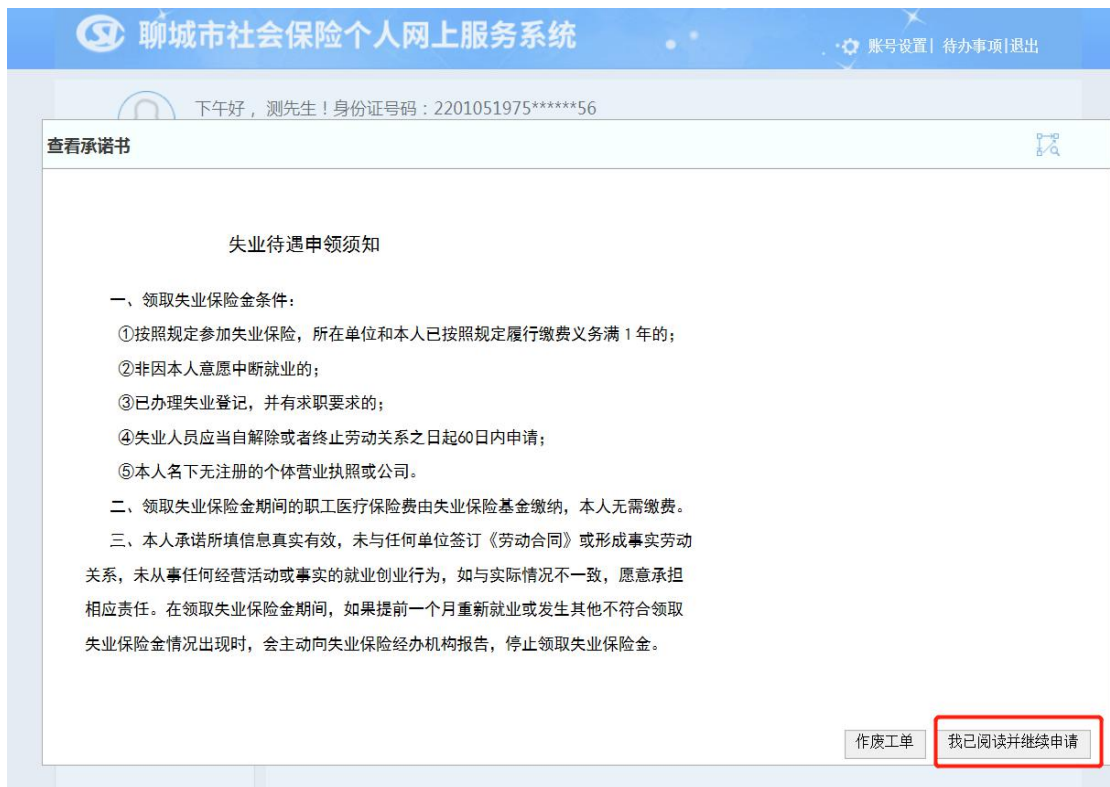 聊城市社会保险个人网上服务系统
账号设置| 待办事项|退出
下午好，测先生！身份证号码：2201051975******56
查看承诺书
失业待遇申领须知
一、领取失业保险金条件：
①按照规定参加失业保险，所在单位和本人已按照规定履行缴费义务满1年的；
②非因本人意愿中断就业的；
③已办理失业登记，并有求职要求的；
④失业人员应当自解除或者终止劳动关系之日起60日内申请；
⑤本人名下无注册的个体营业执照或公司。
二、领取失业保险金期间的职工医疗保险费由失业保险基金缴纳，本人无需缴费。
三、本人承诺所填信息真实有效，未与任何单位签订《劳动合同》或形成事实劳动
关系，未从事任何经营活动或事实的就业创业行为，如与实际情况不一致，愿意承担
相应责任。在领取失业保险金期间，如果提前一个月重新就业或发生其他不符合领取
失业保险金情况出现时，会主动向失业保险经办机构报告，停止领取失业保险金。
作废工单
我已阅读并继续申请